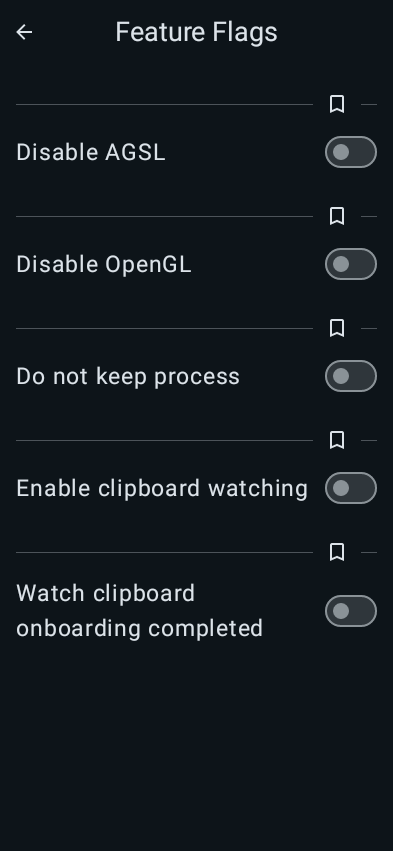 Feature Flags
Disable AGSL
Disable OpenGL
Do not keep process
Enable clipboard watching
Watch clipboard
onboarding completed